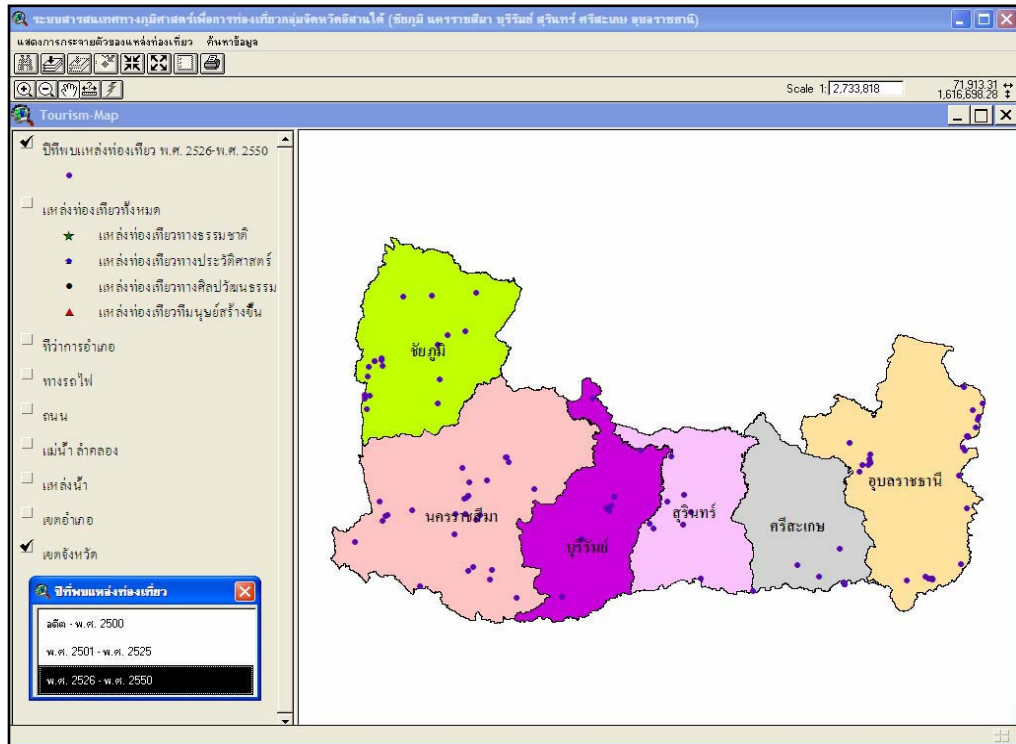 ระบบสารสนเทศทางภูมิศาสตร์เพื่อการท่องเที่ยวกลุ่มจังหวัดอีสานใต้ (ชัยภูมิ นครราชสีมา บุรีรัมย์ สุรินทร์ ศรีสะเกษ อุบลราชธานี)
แสดงการกระจายตัวของแหล่งท่องเที่ยว ค้นหาข้อมูล
Scale 1: 2,733,818
71,913.31
1,616,698.28
Tourism-Map
ปีที่พบแหล่งท่องเที่ยว พ.ศ. 2526-พ.ศ. 2550
แหล่งท่องเที่ยวทั้งหมด
แหล่งท่องเที่ยวทางธรรมชาติ
แหล่งท่องเที่ยวทางประวัติศาสตร์
แหล่งท่องเที่ยวทางศิลปวัฒนธรรม
แหล่งท่องเที่ยวที่มนุษย์สร้างขึ้น
ที่ว่าการอำเภอ
ทางรถไฟ
ถนน
แม่น้ำ ลำคลอง
แหล่งน้ำ
เขตอำเภอ
เขตจังหวัด
ปีที่พบแหล่งท่องเที่ยว
อดีต - พ.ศ. 2500
พ.ศ. 2501 - พ.ศ. 2525
พ.ศ. 2526 - พ.ศ. 2550
ชัยภูมิ
นครราชสีมา
บุรีรัมย์
สุรินทร์
ศรีสะเกษ
อุบลราชธานี